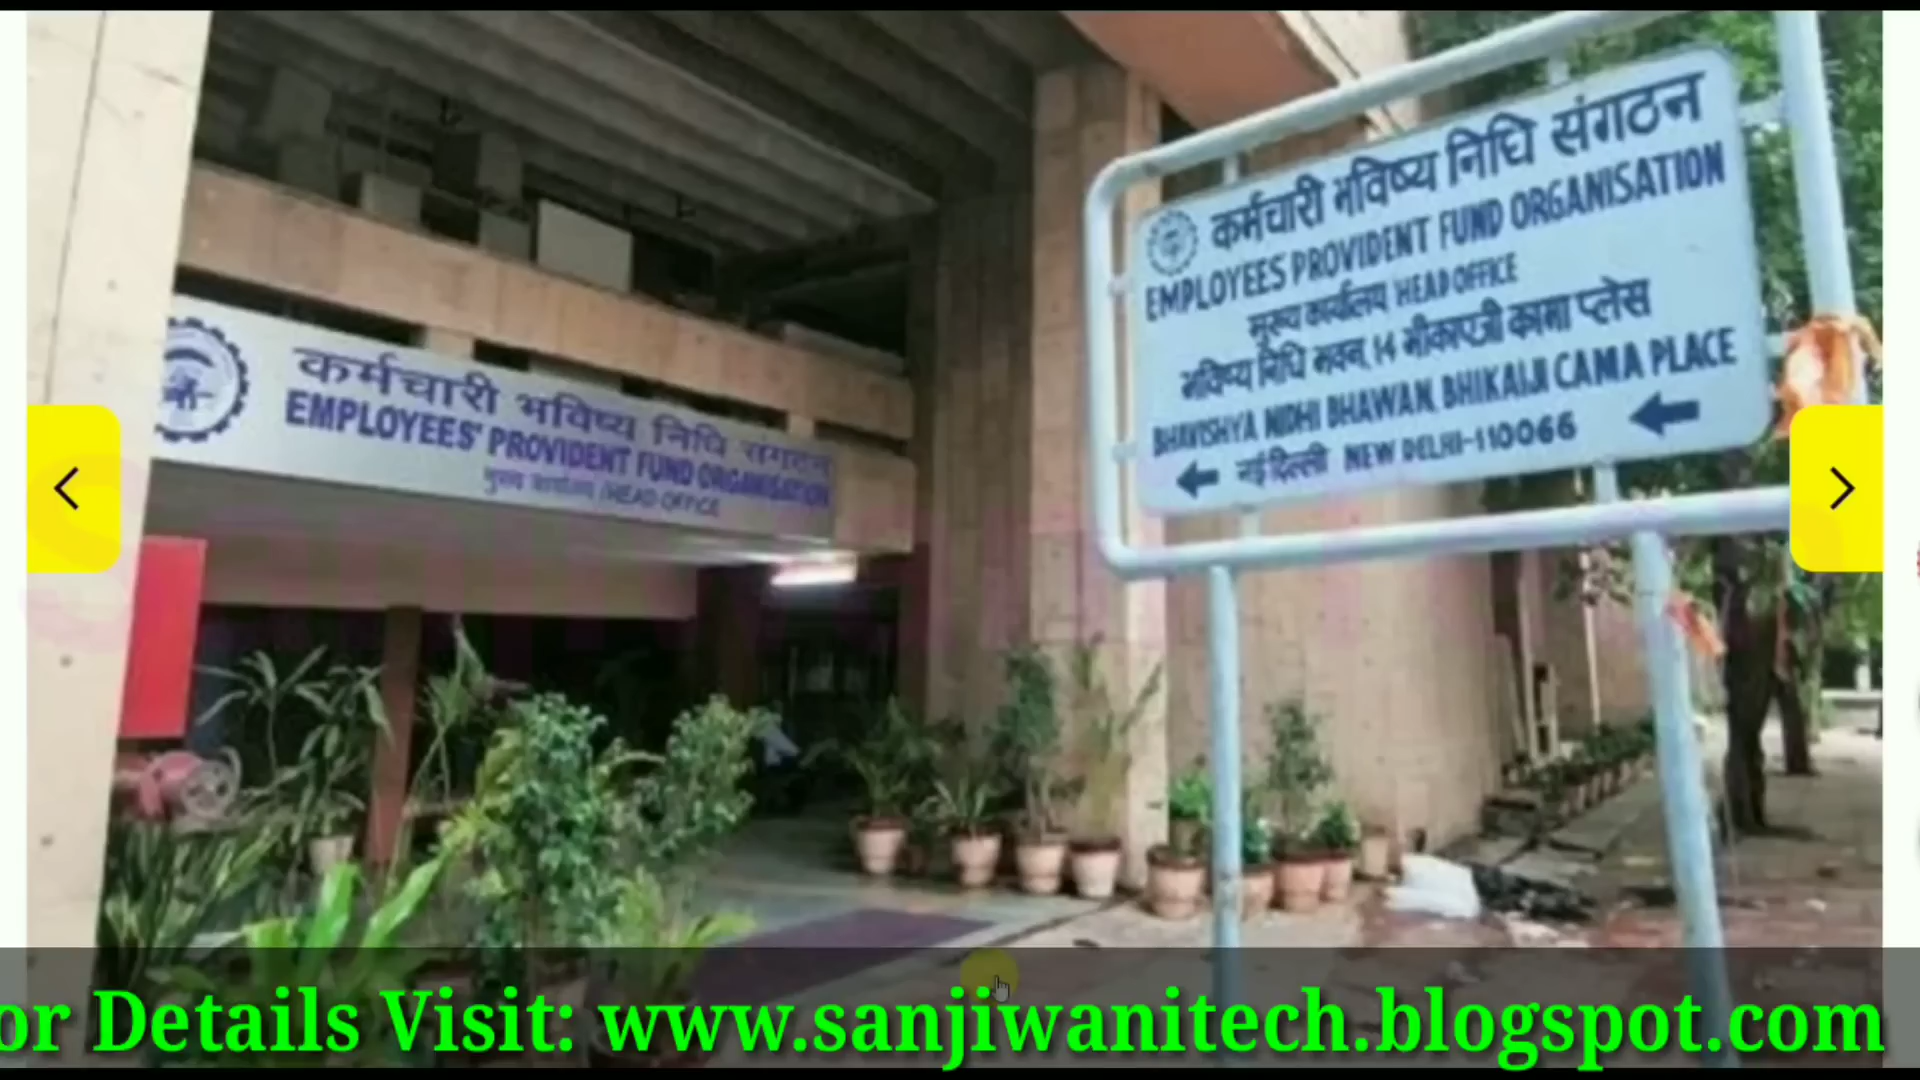 कर्मचारी भविष्य निधि संगठन
EMPLOYEES' PROVIDENT FUND ORGANISATION
मुख्य कार्यालय /HEAD OFFICE
कर्मचारी भविष्य निधि संगठन
EMPLOYEES PROVIDENT FUND ORGANISATION
मुख्य कार्यालय HEAD OFFICE
भविष्य निधि भवन, 14 भीकाएजी कामा प्लेस
BHAVISHYA NIDHI BHAWAN, BHIKAIJI CAMA PLACE
नई दिल्ली NEW DELHI-110066
or Details Visit: www.sanjiwanitech.blogspot.com